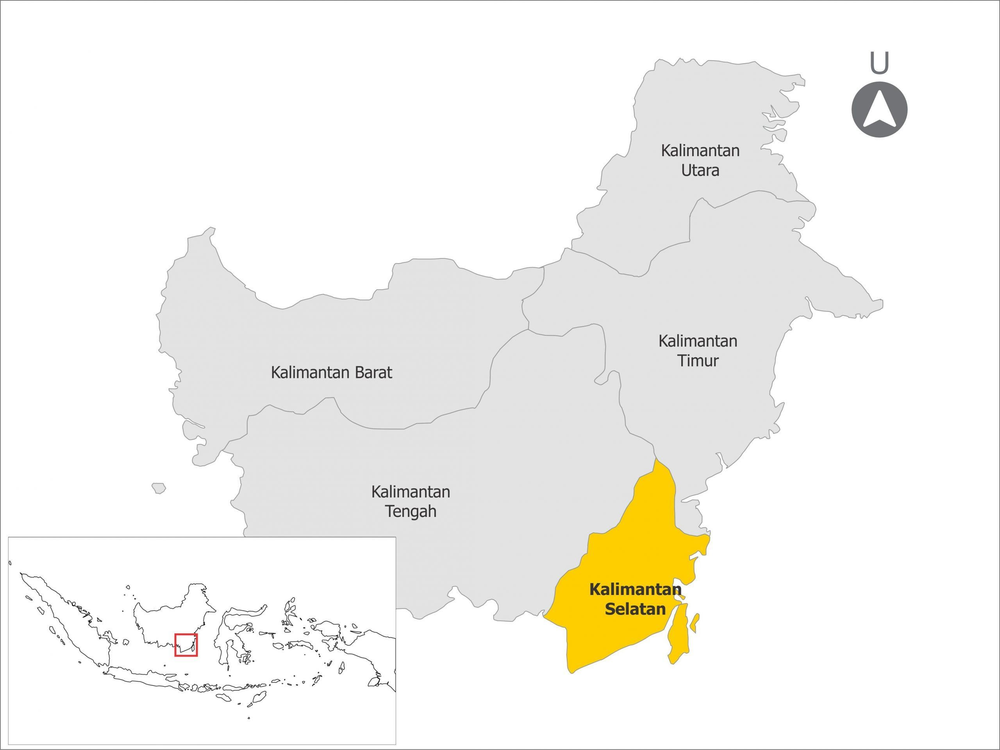 U
Kalimantan
Utara
Kalimantan
Timur
Kalimantan Barat
Kalimantan
Tengah
Kalimantan
Selatan